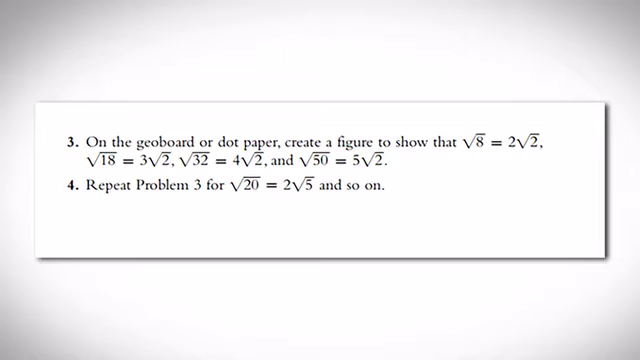 3. On the geoboard or dot paper, create a figure to show that √8 = 2√2,
√18 = 3√2, √32 = 4√2, and √50 = 5√2.
4. Repeat Problem 3 for √20 = 2√5 and so on.